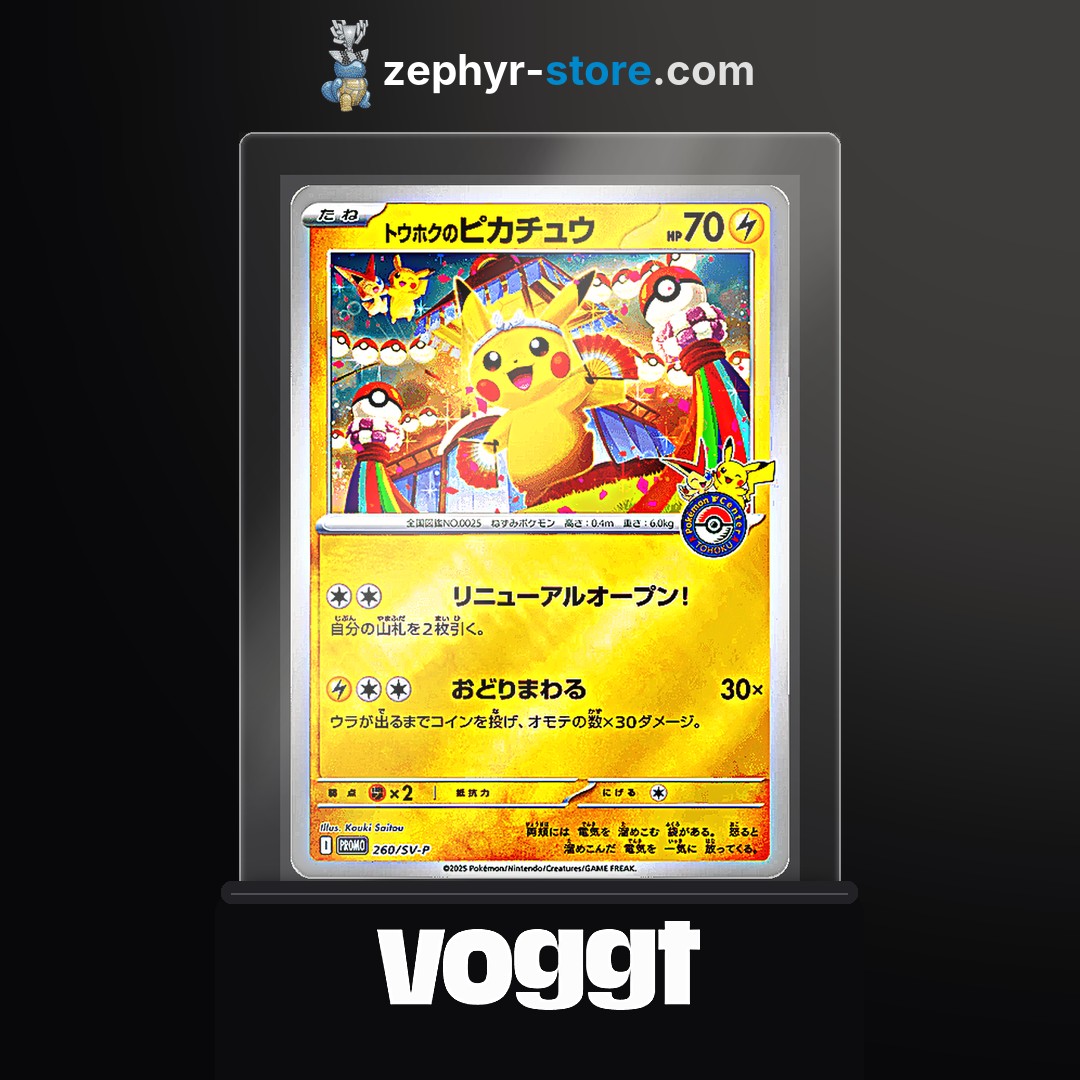 zephyr-store.com
たね
トウホクのピカチュウ
HP 70
全国図鑑NO.0025 ねずみポケモン 高さ:0.4m 重さ:6.0kg
Pokémon Center
TOHOKU
リニューアルオープン!
自分の山札を2枚引く。
おどりまわる 30×
ウラが出るまでコインを投げ、オモテの数×30ダメージ。
弱点 ×2 抵抗力 にげる
Illus. Kouki Saitou
両頬には 電気を 溜めこむ 袋がある。 怒ると
溜めこんだ 電気を 一気に 放ってくる。
I PROMO 260/SV-P
©2025 Pokémon/Nintendo/Creatures/GAME FREAK.
voggt